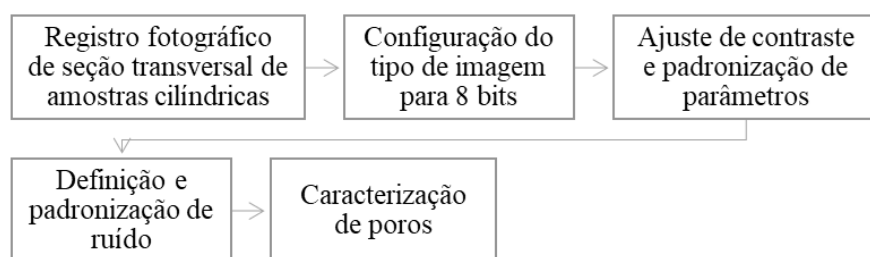 Registro fotográfico
de seção transversal de
amostras cilíndricas
Configuração do
tipo de imagem
para 8 bits
Ajuste de contraste
e padronização de
parâmetros
Definição e
padronização de
ruído
Caracterização
de poros